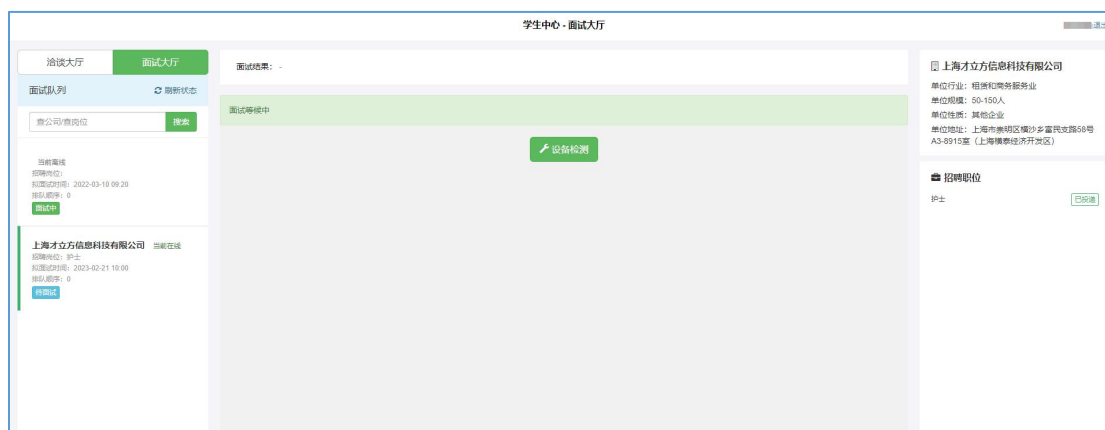 学生中心 - 面试大厅
退出
洽谈大厅
面试大厅
面试队列
刷新状态
查公司/查岗位
搜索
当前离线
招聘岗位：
拟面试时间：2022-03-10 09:20
排队顺序：0
面试中
上海才立方信息科技有限公司 当前在线
招聘岗位：护士
拟面试时间：2023-02-21 10:00
排队顺序：0
待面试
面试结果： -
面试等候中
设备检测
上海才立方信息科技有限公司
单位行业：租赁和商务服务业
单位规模：50-150人
单位性质：其他企业
单位地址：上海市崇明区横沙乡富民支路58号
A3-8915室（上海横泰经济开发区）
招聘职位
护士
已投递